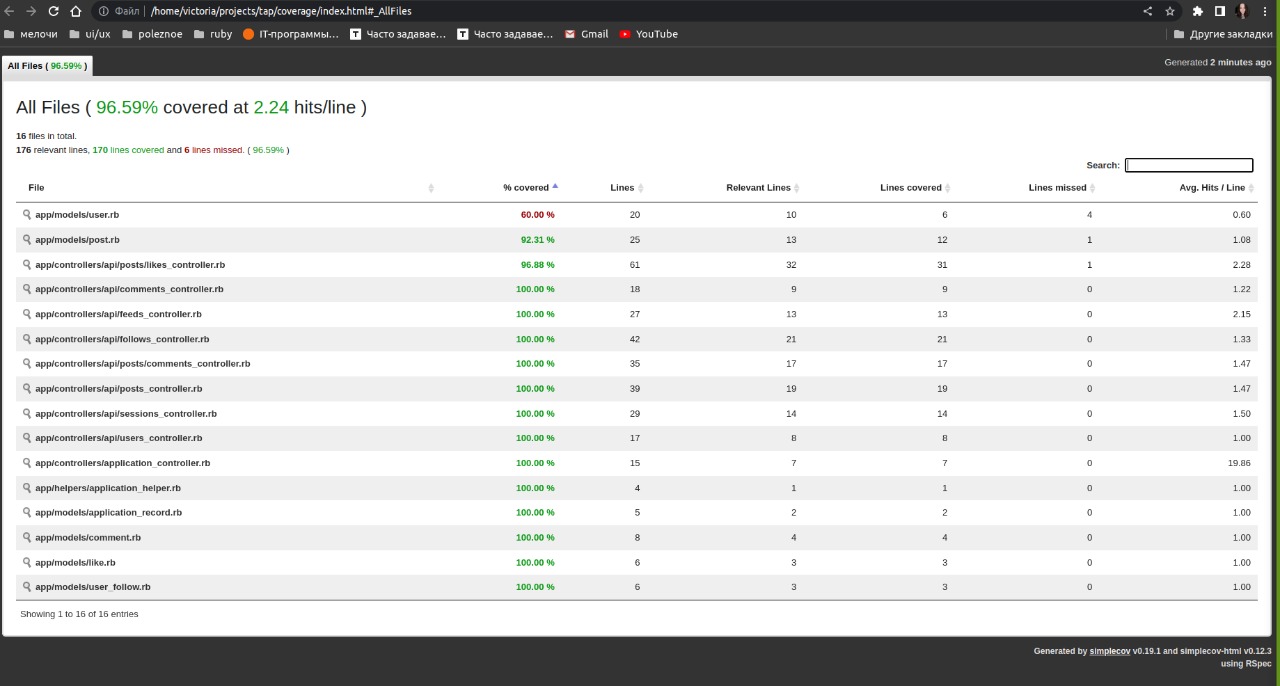 Файл /home/victoria/projects/tap/coverage/index.html#_AllFiles
мелочи ui/ux poleznoe ruby IT-программы… Часто задавае… Часто задавае… Gmail YouTube Другие закладки
All Files ( 96.59% )
Generated 2 minutes ago
All Files ( 96.59% covered at 2.24 hits/line )
16 files in total.
176 relevant lines, 170 lines covered and 6 lines missed. ( 96.59% )
Search:
File % covered Lines Relevant Lines Lines covered Lines missed Avg. Hits / Line
app/models/user.rb 60.00 % 20 10 6 4 0.60
app/models/post.rb 92.31 % 25 13 12 1 1.08
app/controllers/api/posts/likes_controller.rb 96.88 % 61 32 31 1 2.28
app/controllers/api/comments_controller.rb 100.00 % 18 9 9 0 1.22
app/controllers/api/feeds_controller.rb 100.00 % 27 13 13 0 2.15
app/controllers/api/follows_controller.rb 100.00 % 42 21 21 0 1.33
app/controllers/api/posts/comments_controller.rb 100.00 % 35 17 17 0 1.47
app/controllers/api/posts_controller.rb 100.00 % 39 19 19 0 1.47
app/controllers/api/sessions_controller.rb 100.00 % 29 14 14 0 1.50
app/controllers/api/users_controller.rb 100.00 % 17 8 8 0 1.00
app/controllers/application_controller.rb 100.00 % 15 7 7 0 19.86
app/helpers/application_helper.rb 100.00 % 4 1 1 0 1.00
app/models/application_record.rb 100.00 % 5 2 2 0 1.00
app/models/comment.rb 100.00 % 8 4 4 0 1.00
app/models/like.rb 100.00 % 6 3 3 0 1.00
app/models/user_follow.rb 100.00 % 6 3 3 0 1.00
Showing 1 to 16 of 16 entries
Generated by simplecov v0.19.1 and simplecov-html v0.12.3
using RSpec